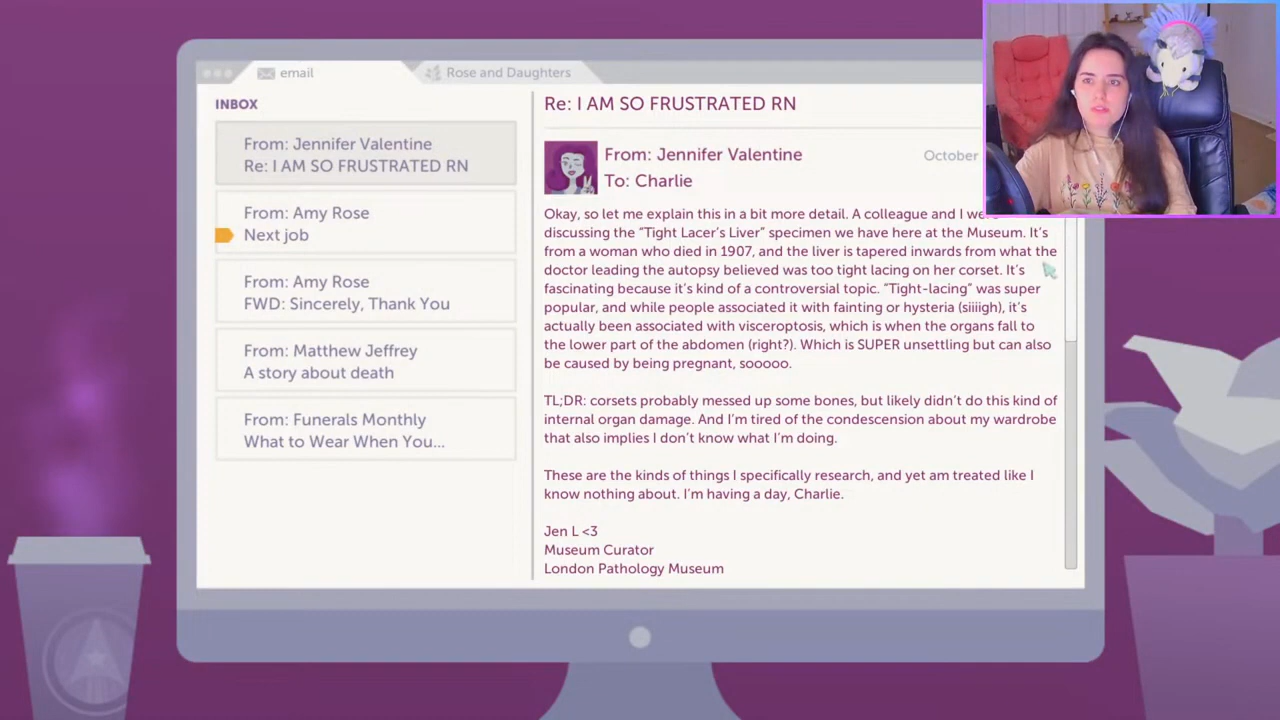 email
Rose and Daughters
INBOX
From: Jennifer Valentine
Re: I AM SO FRUSTRATED RN
From: Amy Rose
Next job
From: Amy Rose
FWD: Sincerely, Thank You
From: Matthew Jeffrey
A story about death
From: Funerals Monthly
What to Wear When You...
Re: I AM SO FRUSTRATED RN
From: Jennifer Valentine
October
To: Charlie
Okay, so let me explain this in a bit more detail. A colleague and I
discussing the “Tight Lacer’s Liver” specimen we have here at the Museum. It’s
from a woman who died in 1907, and the liver is tapered inwards from what the
doctor leading the autopsy believed was too tight lacing on her corset. It’s
fascinating because it’s kind of a controversial topic. “Tight-lacing” was super
popular, and while people associated it with fainting or hysteria (siiiigh), it’s
actually been associated with visceroptosis, which is when the organs fall to
the lower part of the abdomen (right?). Which is SUPER unsettling but can also
be caused by being pregnant, sooooo.
TL;DR: corsets probably messed up some bones, but likely didn’t do this kind of
internal organ damage. And I’m tired of the condescension about my wardrobe
that also implies I don’t know what I’m doing.
These are the kinds of things I specifically research, and yet am treated like I
know nothing about. I’m having a day, Charlie.
Jen L <3
Museum Curator
London Pathology Museum